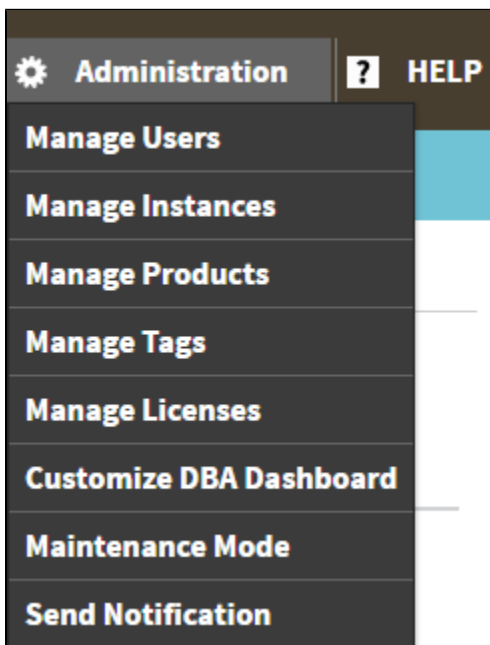 Administration ? HELP
Manage Users
Manage Instances
Manage Products
Manage Tags
Manage Licenses
Customize DBA Dashboard
Maintenance Mode
Send Notification